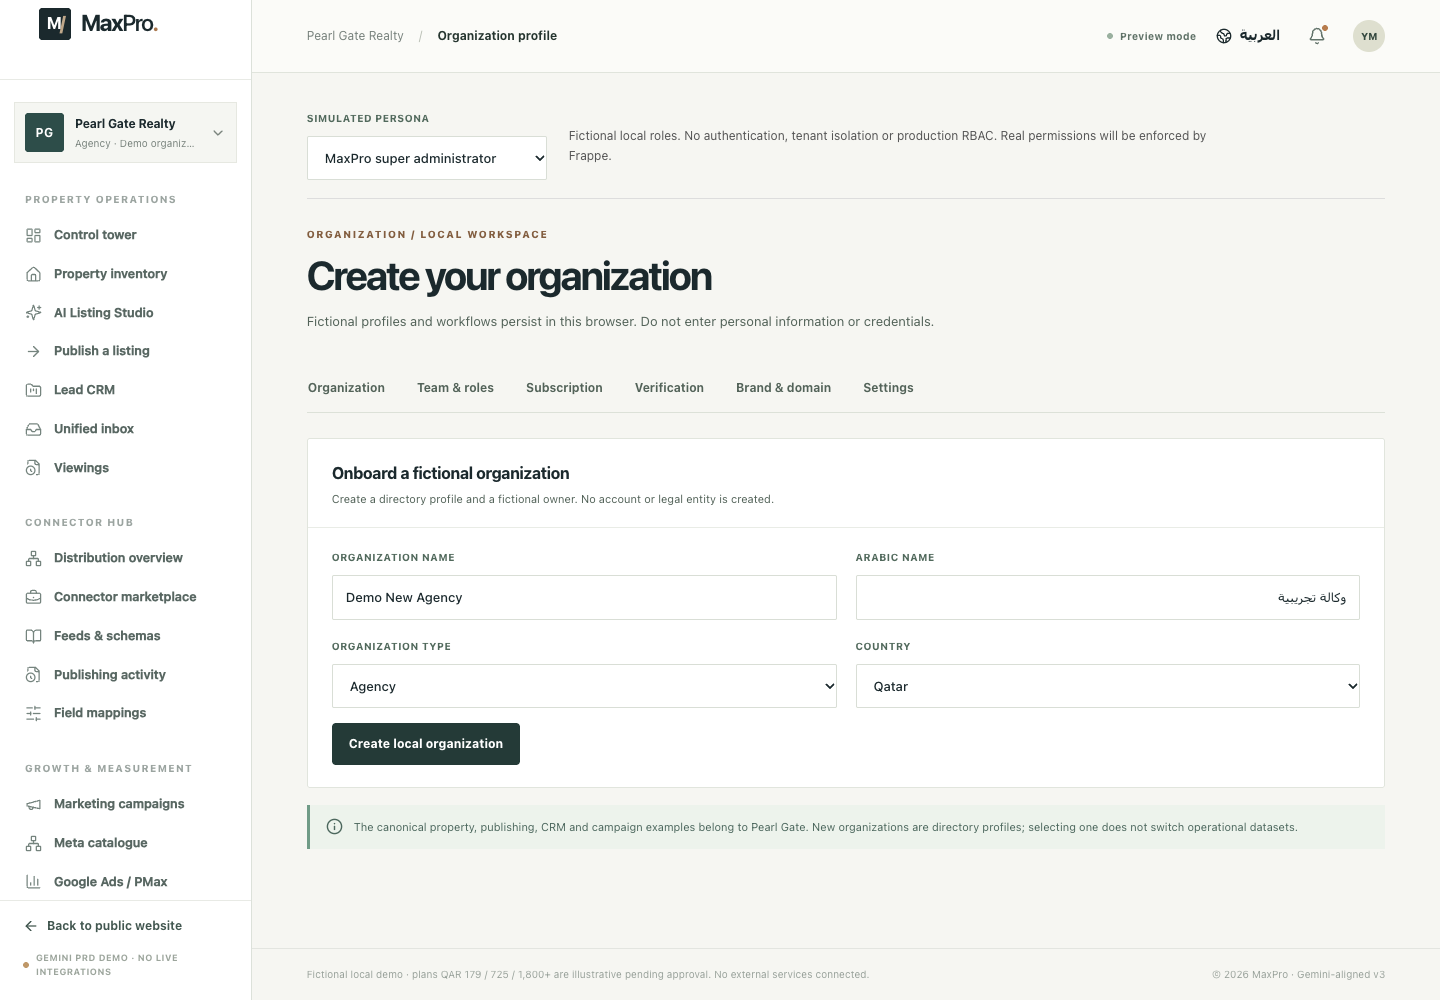 M/ MaxPro.
PG
Pearl Gate Realty
Agency · Demo organiz...
PROPERTY OPERATIONS
Control tower
Property inventory
AI Listing Studio
Publish a listing
Lead CRM
Unified inbox
Viewings
CONNECTOR HUB
Distribution overview
Connector marketplace
Feeds & schemas
Publishing activity
Field mappings
GROWTH & MEASUREMENT
Marketing campaigns
Meta catalogue
Google Ads / PMax
Back to public website
GEMINI PRD DEMO · NO LIVE
INTEGRATIONS
Pearl Gate Realty / Organization profile
Preview mode
العربية
YM
SIMULATED PERSONA
MaxPro super administrator
Fictional local roles. No authentication, tenant isolation or production RBAC. Real permissions will be enforced by
Frappe.
ORGANIZATION / LOCAL WORKSPACE
Create your organization
Fictional profiles and workflows persist in this browser. Do not enter personal information or credentials.
Organization Team & roles Subscription Verification Brand & domain Settings
Onboard a fictional organization
Create a directory profile and a fictional owner. No account or legal entity is created.
ORGANIZATION NAME
Demo New Agency
ARABIC NAME
وكالة تجريبية
ORGANIZATION TYPE
Agency
COUNTRY
Qatar
Create local organization
The canonical property, publishing, CRM and campaign examples belong to Pearl Gate. New organizations are directory profiles; selecting one does not switch operational datasets.
Fictional local demo · plans QAR 179 / 725 / 1,800+ are illustrative pending approval. No external services connected.
© 2026 MaxPro · Gemini-aligned v3